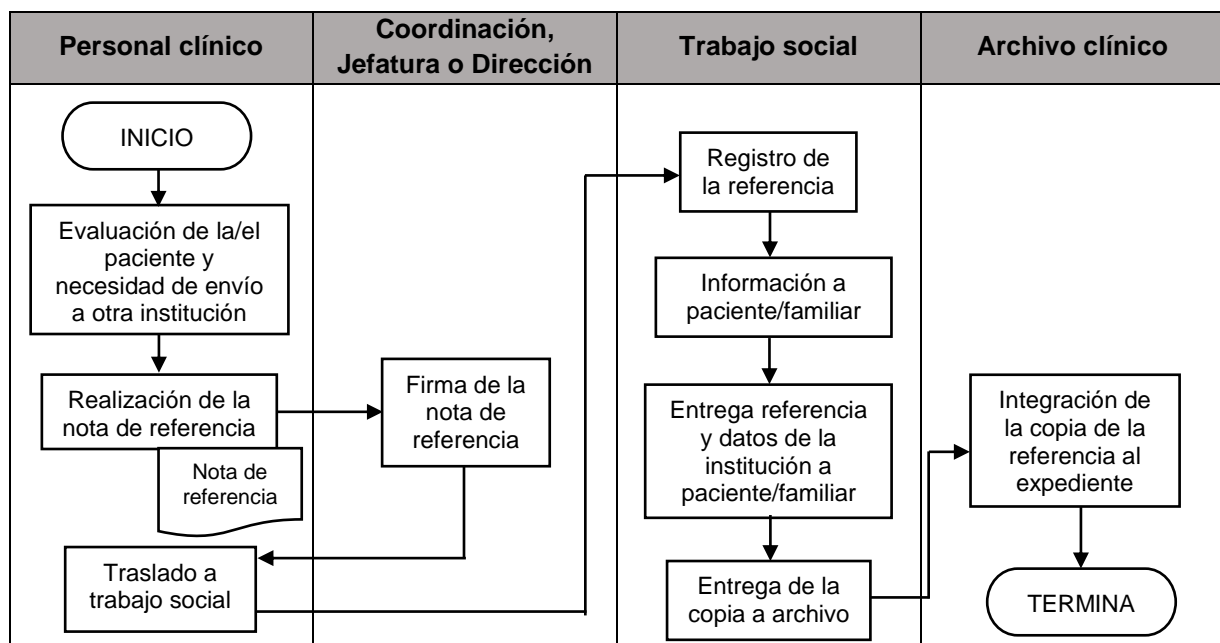 Personal clínico
Coordinación,
Jefatura o Dirección
Trabajo social
Archivo clínico
INICIO
Evaluación de la/el
paciente y
necesidad de envío
a otra institución
Realización de la
nota de referencia
Nota de
referencia
Traslado a
trabajo social
Firma de la
nota de
referencia
Registro de
la referencia
Información a
paciente/familiar
Entrega referencia
y datos de la
institución a
paciente/familiar
Entrega de la
copia a archivo
Integración de
la copia de la
referencia al
expediente
TERMINA